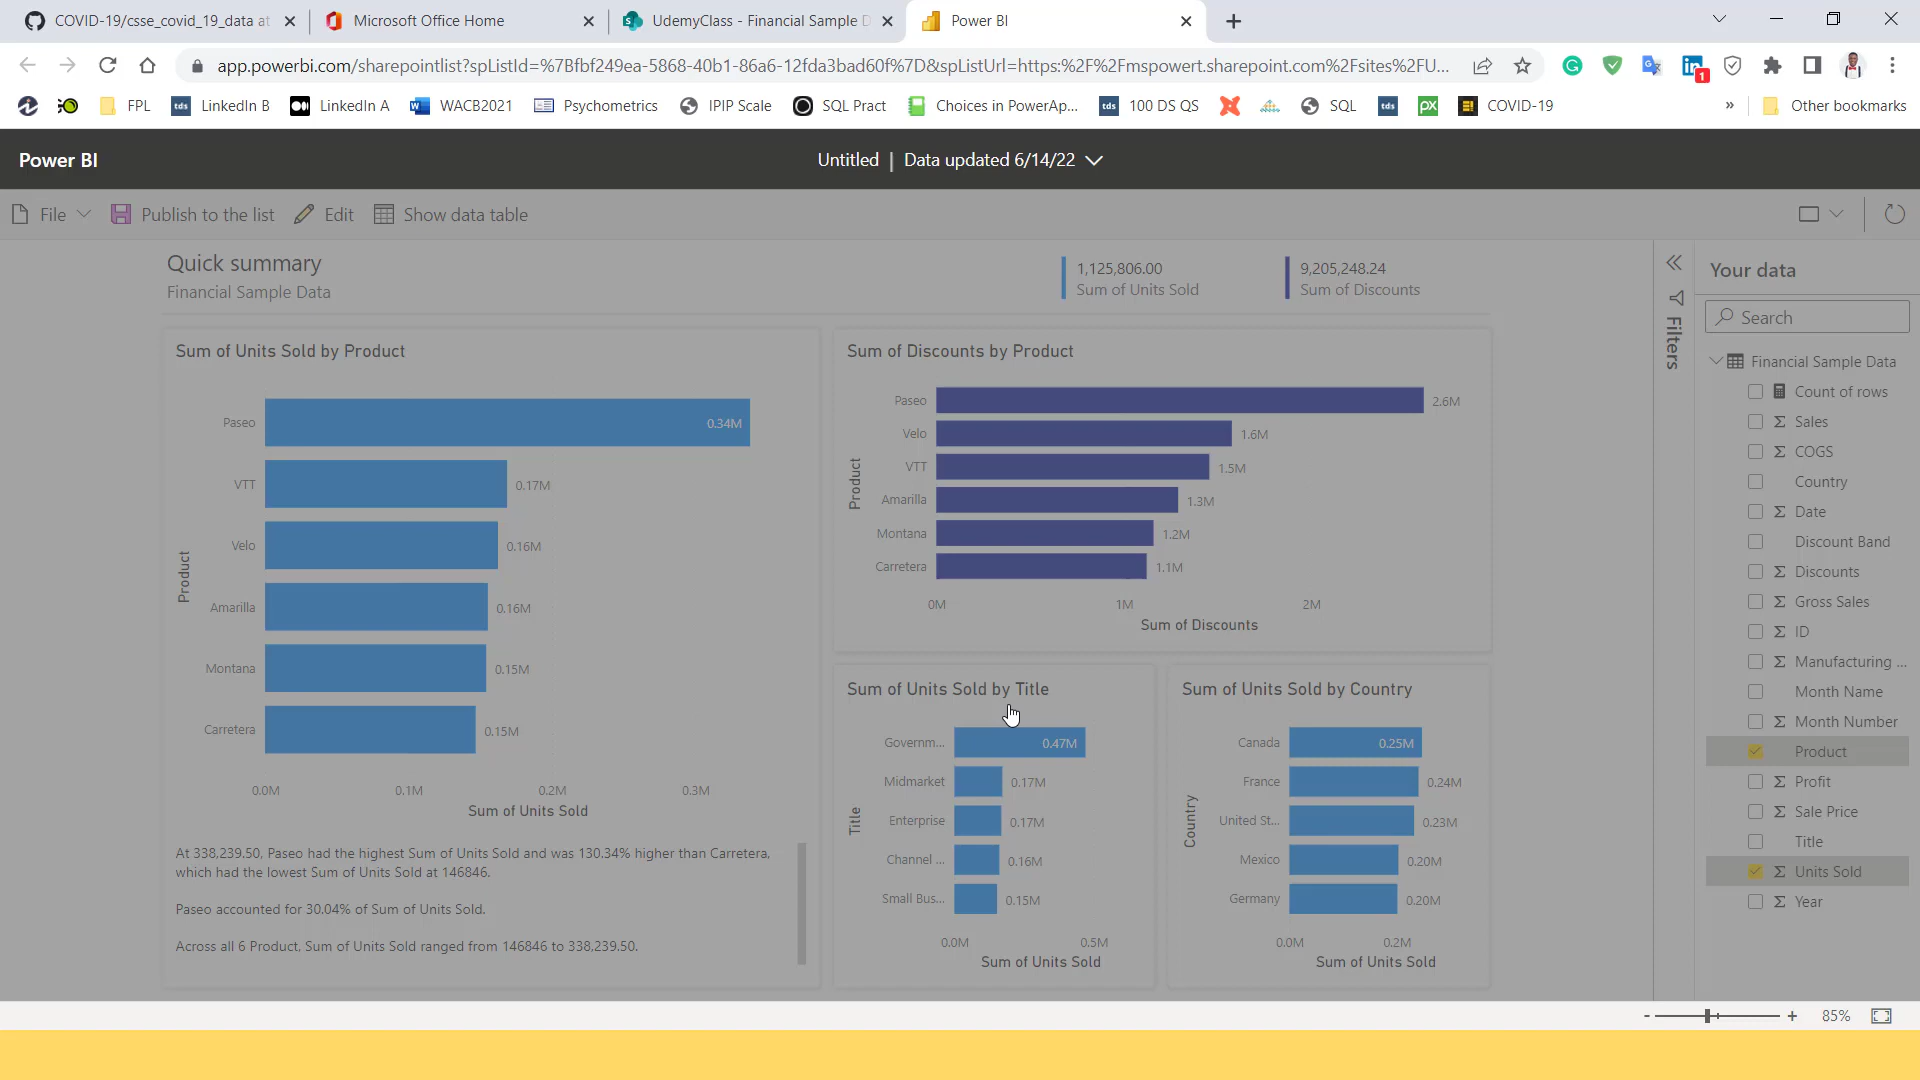 COVID-19/csse_covid_19_data at
Microsoft Office Home
UdemyClass - Financial Sample D
Power BI
app.powerbi.com/sharepointlist?spListId=%7Bfbf249ea-5868-40b1-86a6-12fda3bad60f%7D&spListUrl=https:%2F%2Fmspowert.sharepoint.com%2Fsites%2FU...
1
FPL
tds LinkedIn B
LinkedIn A
WACB2021
Psychometrics
IPIP Scale
SQL Pract
Choices in PowerAp...
tds 100 DS QS
SQL
tds
px
COVID-19
»
Other bookmarks
Power BI
Untitled | Data updated 6/14/22
File
Publish to the list
Edit
Show data table
Quick summary
Financial Sample Data
1,125,806.00
Sum of Units Sold
9,205,248.24
Sum of Discounts
Sum of Units Sold by Product
Product
Paseo 0.34M
VTT 0.17M
Velo 0.16M
Amarilla 0.16M
Montana 0.15M
Carretera 0.15M
0.0M 0.1M 0.2M 0.3M
Sum of Units Sold
At 338,239.50, Paseo had the highest Sum of Units Sold and was 130.34% higher than Carretera,
which had the lowest Sum of Units Sold at 146846.
Paseo accounted for 30.04% of Sum of Units Sold.
Across all 6 Product, Sum of Units Sold ranged from 146846 to 338,239.50.
Sum of Discounts by Product
Product
Paseo 2.6M
Velo 1.6M
VTT 1.5M
Amarilla 1.3M
Montana 1.2M
Carretera 1.1M
0M 1M 2M
Sum of Discounts
Sum of Units Sold by Title
Title
Governm... 0.47M
Midmarket 0.17M
Enterprise 0.17M
Channel ... 0.16M
Small Bus... 0.15M
0.0M 0.5M
Sum of Units Sold
Sum of Units Sold by Country
Country
Canada 0.25M
France 0.24M
United St... 0.23M
Mexico 0.20M
Germany 0.20M
0.0M 0.2M
Sum of Units Sold
Filters
Your data
Search
Financial Sample Data
Count of rows
Σ Sales
Σ COGS
Country
Σ Date
Discount Band
Σ Discounts
Σ Gross Sales
Σ ID
Σ Manufacturing ...
Month Name
Σ Month Number
Product
Σ Profit
Σ Sale Price
Title
Σ Units Sold
Σ Year
- + 85%